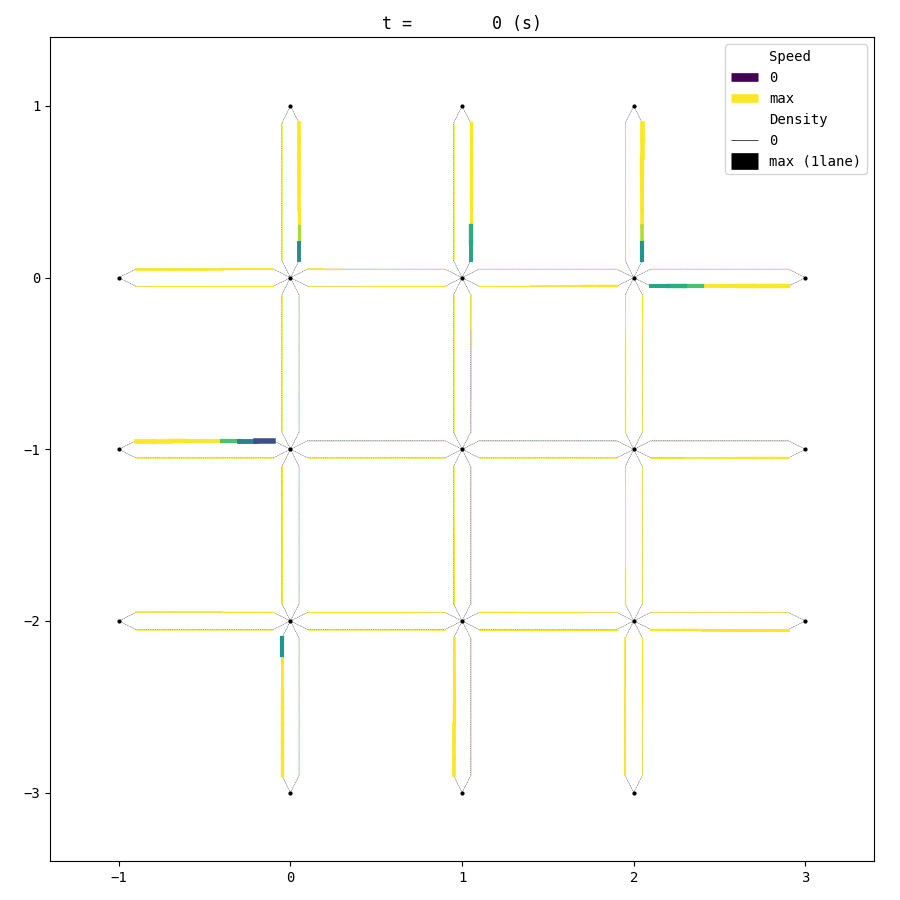 t =        0 (s)
Speed
0
max
Density
0
max (1lane)
1
0
−1
−2
−3
−1 0 1 2 3